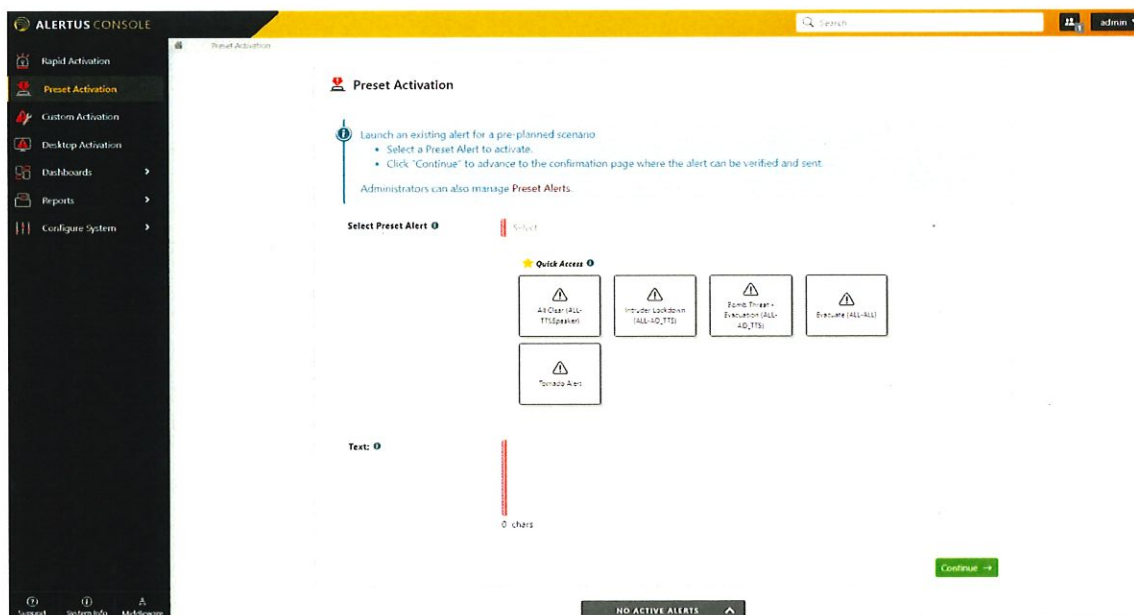 ALERTUS CONSOLE
Search
admin
Rapid Activation
Preset Activation
Custom Activation
Desktop Activation
Dashboards
Reports
Configure System
Support
System Info
Middleware
Preset Activation
Preset Activation
Launch an existing alert for a pre-planned scenario
• Select a Preset Alert to activate.
• Click "Continue" to advance to the confirmation page where the alert can be verified and sent.
Administrators can also manage Preset Alerts.
Select Preset Alert
Select
Quick Access
All Clear (ALL-
TTSSpeaker)
Intruder Lockdown
(ALL-AD_TTS)
Bomb Threat -
Evacuation (ALL-
AD_TTS)
Evacuate (ALL-ALL)
Tornado Alert
Text:
0 chars
Continue →
NO ACTIVE ALERTS